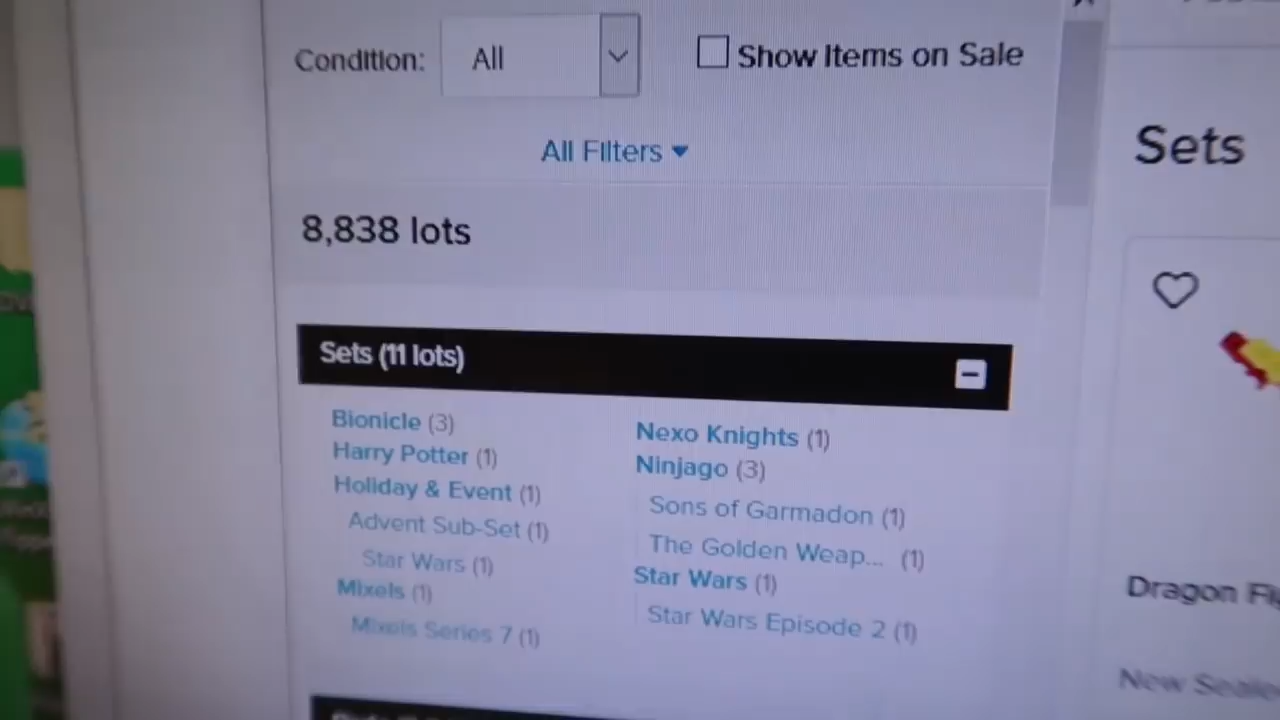 Condition: All Show Items on Sale
All Filters
8,838 lots
Sets (11 lots)
Bionicle (3)
Harry Potter (1)
Holiday & Event (1)
Advent Sub-Set (1)
Star Wars (1)
Mixels (1)
Mixels Series 7 (1)
Nexo Knights (1)
Ninjago (3)
Sons of Garmadon (1)
The Golden Weap... (1)
Star Wars (1)
Star Wars Episode 2 (1)
Sets
Dragon
New